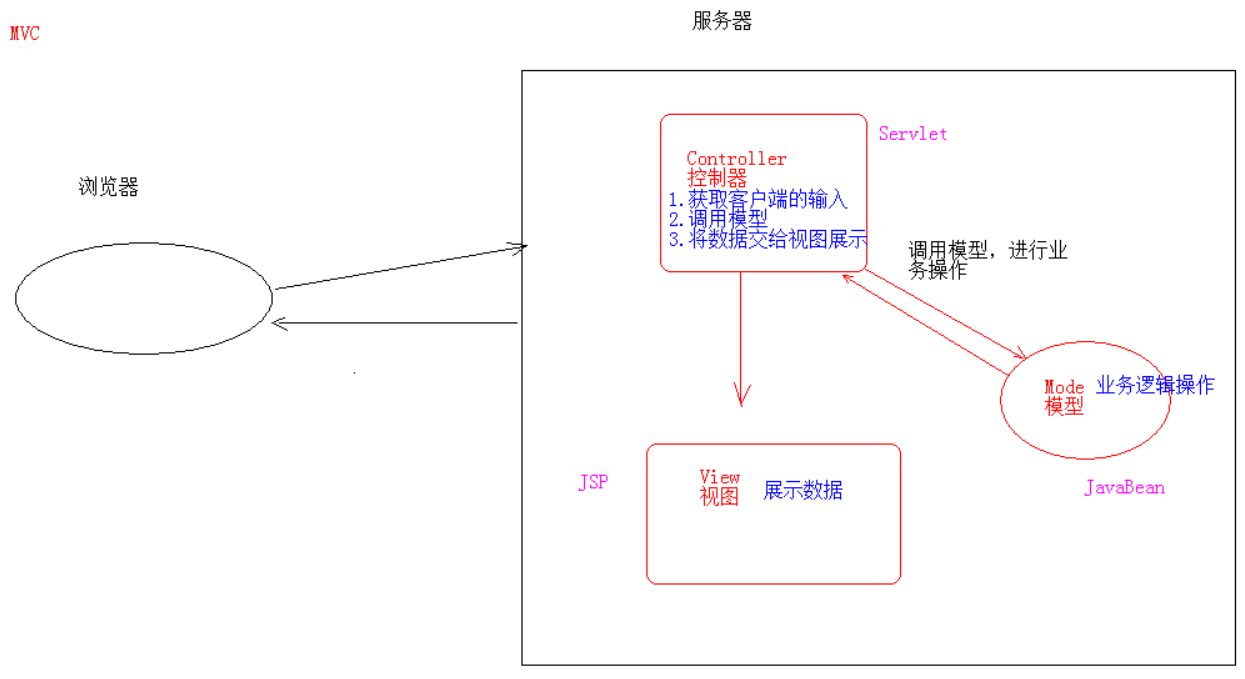 MVC
服务器
浏览器
Servlet
Controller
控制器
1.获取客户端的输入
2.调用模型
3.将数据交给视图展示
调用模型，进行业
务操作
Mode 业务逻辑操作
模型
JavaBean
JSP
View
视图 展示数据